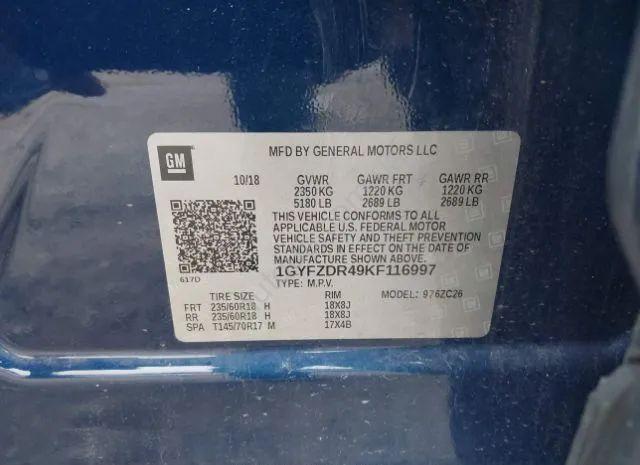 GM
MFD BY GENERAL MOTORS LLC
10/18 GVWR GAWR FRT GAWR RR
2350 KG 1220 KG 1220 KG
5180 LB 2689 LB 2689 LB
THIS VEHICLE CONFORMS TO ALL
APPLICABLE U.S. FEDERAL MOTOR
VEHICLE SAFETY AND THEFT PREVENTION
STANDARDS IN EFFECT ON THE DATE OF
MANUFACTURE SHOWN ABOVE.
617D
1GYFZDR49KF116997
TYPE: M.P.V. MODEL: 976ZC26
TIRE SIZE RIM
FRT 235/60R18 H 18X8J
RR 235/60R18 H 18X8J
SPA T145/70R17 M 17X4B